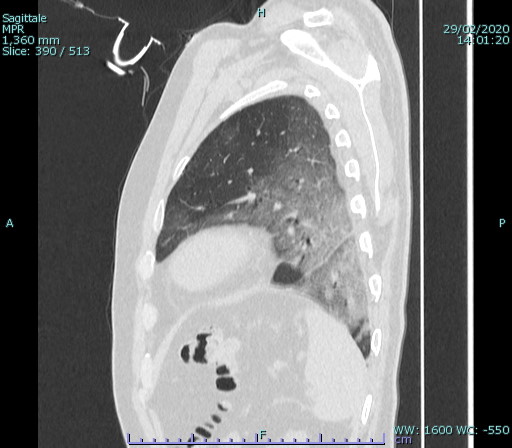 H
Sagittale
MPR
1,360 mm
Slice: 390 / 513
29/02/2020
14:01:20
A
P
WW: 1600 WC: -550
F
cm